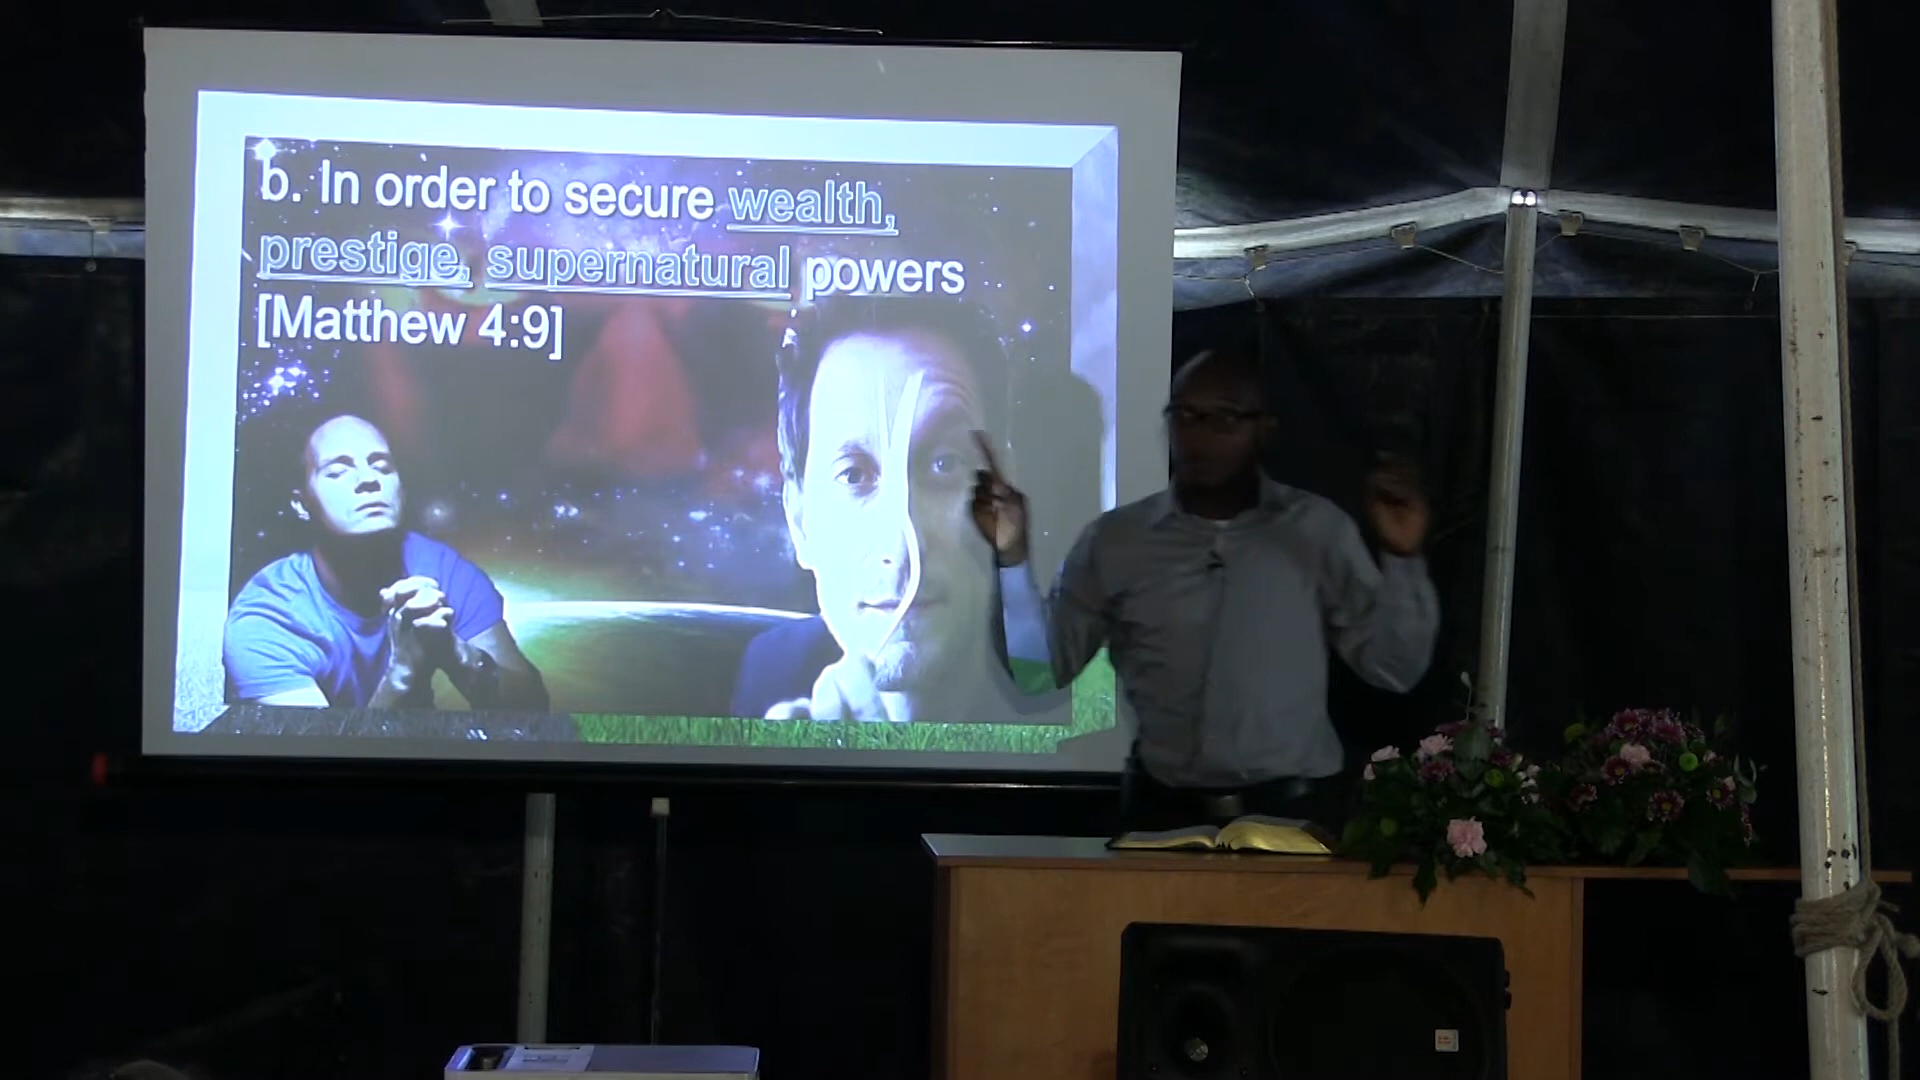 b. In order to secure wealth,
prestige, supernatural powers
[Matthew 4:9]